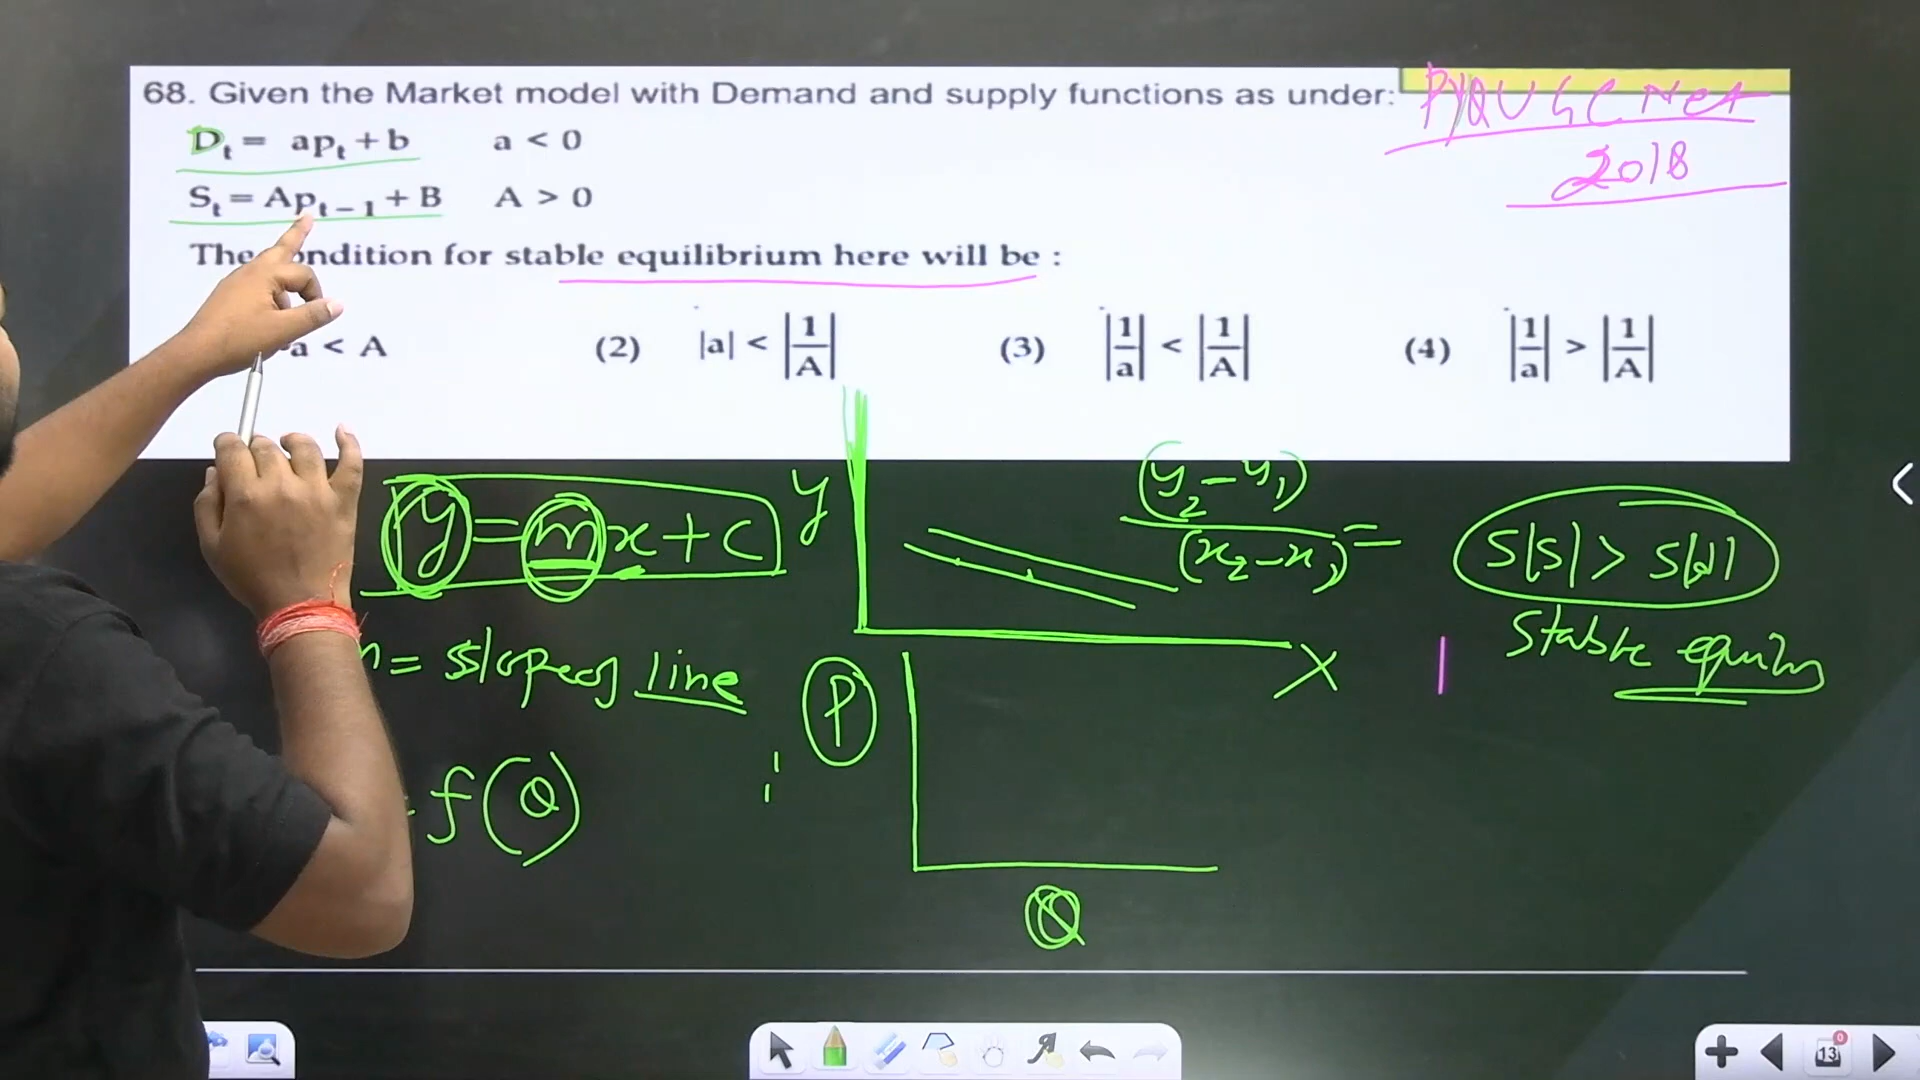 68. Given the Market model with Demand and supply functions as under:
PYQ UGC Net
2018
Dt = apt + b a < 0
St = Apt – 1 + B A > 0
The condition for stable equilibrium here will be :
a < A (2) |a| < |1/A| (3) |1/a| < |1/A| (4) |1/a| > |1/A|
y = mx + c
y
(y2 – y1)
(x2 – x1) =
S|S| > S|d|
Stable
= slope of line
X
P
f(Q)
Q
13